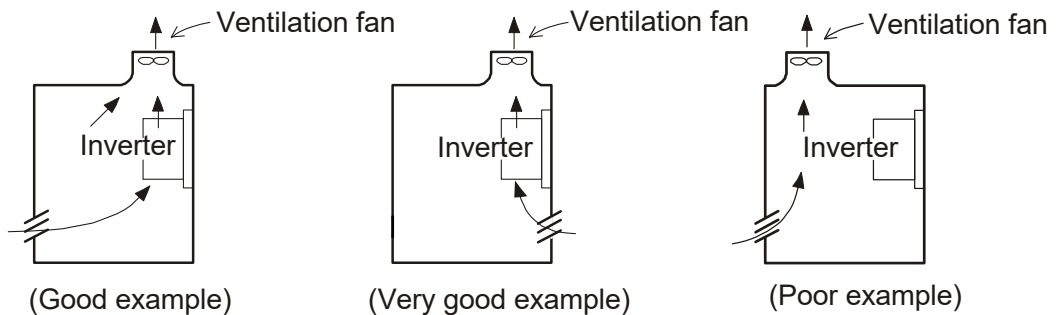 Ventilation fan
Inverter
(Good example)
Ventilation fan
Inverter
(Very good example)
Ventilation fan
Inverter
(Poor example)